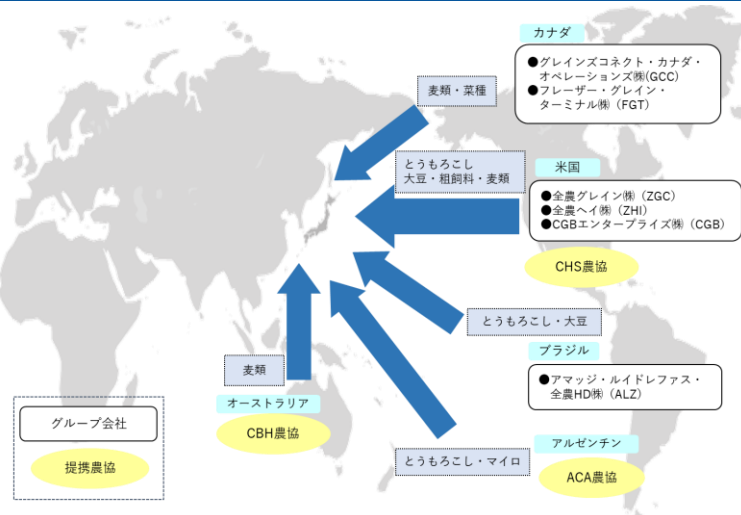 カナダ
●グレインズコネクト・カナダ・
オペレーションズ㈱(GCC)
●フレーザー・グレイン・
ターミナル㈱（FGT）
麦類・菜種
とうもろこし
大豆・粗飼料・麦類
米国
●全農グレイン㈱（ZGC）
●全農ヘイ㈱（ZHI）
●CGBエンタープライズ㈱（CGB）
CHS農協
とうもろこし・大豆
ブラジル
●アマッジ・ルイドレファス・
全農HD㈱（ALZ）
麦類
オーストラリア
CBH農協
とうもろこし・マイロ
アルゼンチン
ACA農協
グループ会社
提携農協